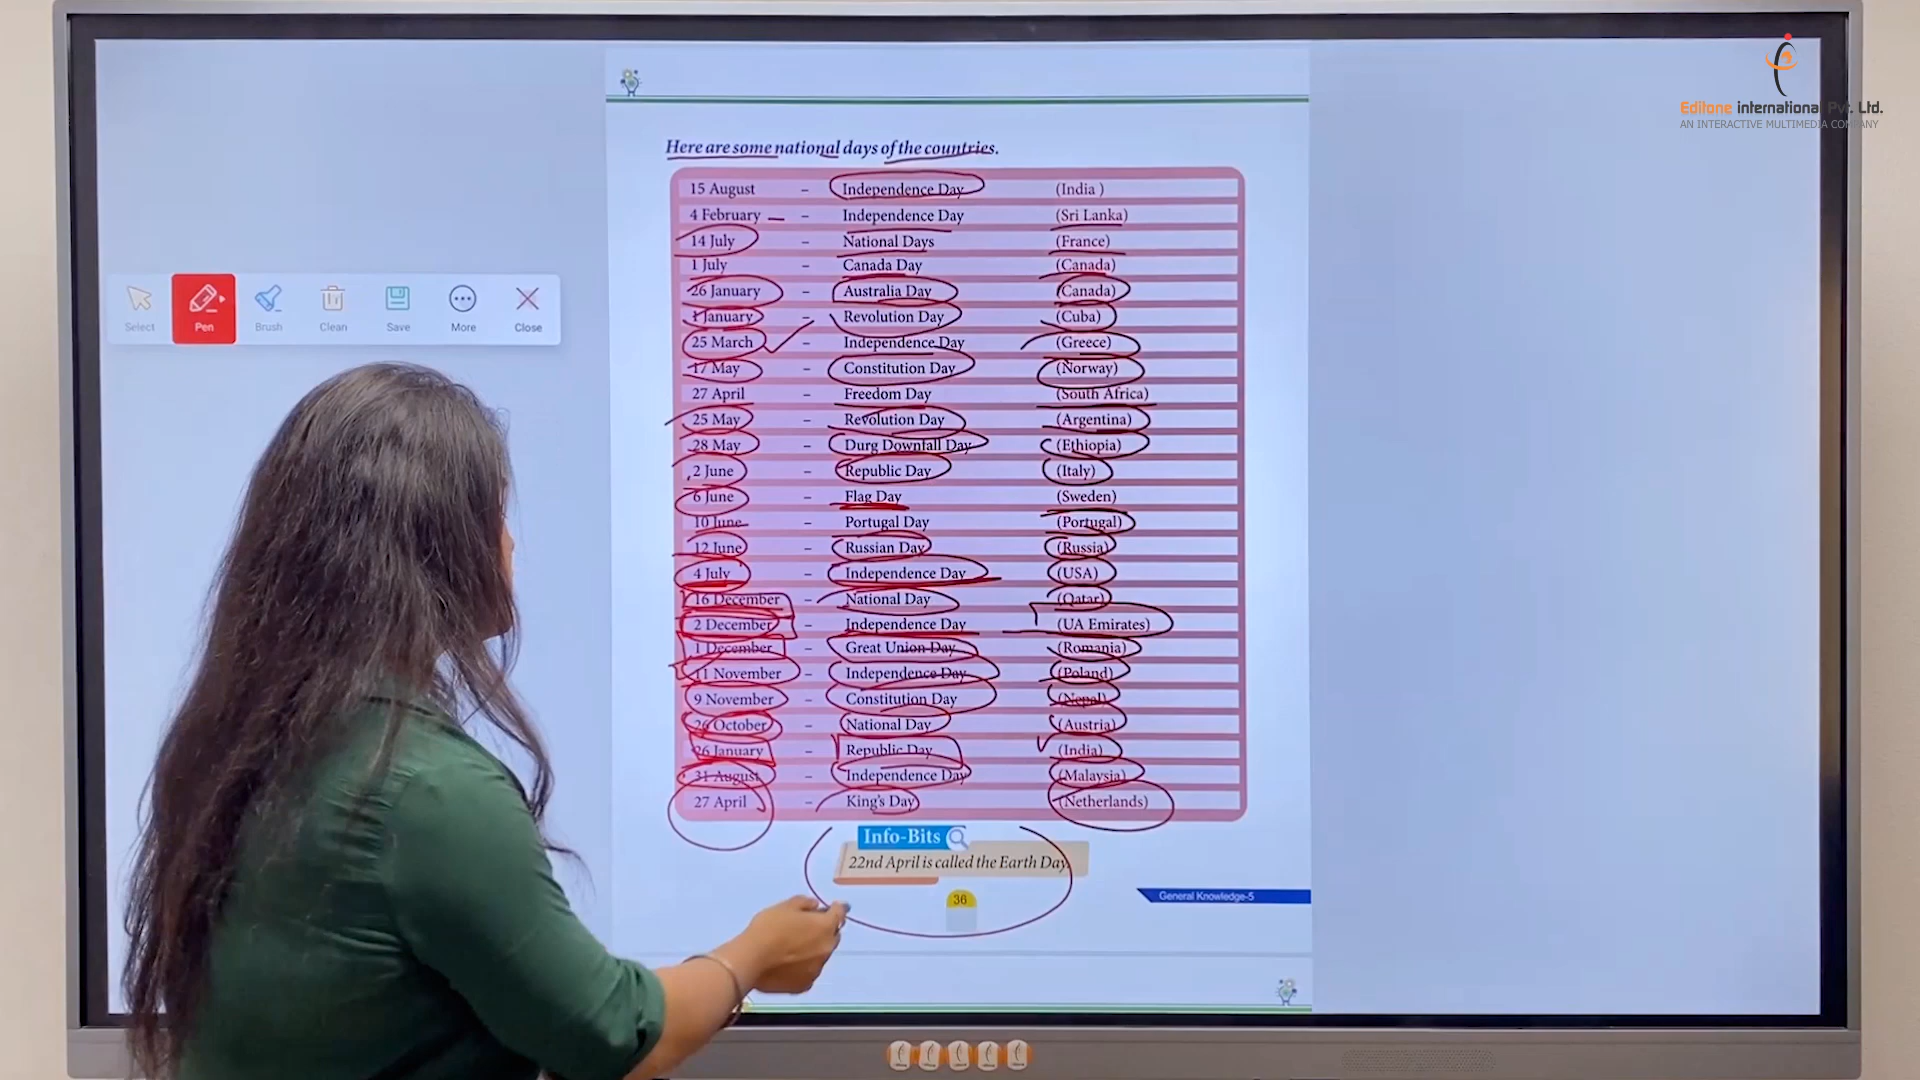 Editone international Pvt. Ltd.
AN INTERACTIVE MULTIMEDIA COMPANY
Here are some national days of the countries.
15 August – Independence Day (India )
4 February – Independence Day (Sri Lanka)
14 July – National Days (France)
1 July – Canada Day (Canada)
26 January – Australia Day (Canada)
1 January – Revolution Day (Cuba)
25 March – Independence Day (Greece)
17 May – Constitution Day (Norway)
27 April – Freedom Day (South Africa)
25 May – Revolution Day (Argentina)
28 May – Durg Downfall Day (Ethiopia)
2 June – Republic Day (Italy)
6 June – Flag Day (Sweden)
10 June – Portugal Day (Portugal)
12 June – Russian Day (Russia)
4 July – Independence Day (USA)
16 December – National Day (Qatar)
2 December – Independence Day (UA Emirates)
1 December – Great Union Day (Romania)
11 November – Independence Day (Poland)
9 November – Constitution Day (Nepal)
26 October – National Day (Austria)
26 January – Republic Day (India)
31 August – Independence Day (Malaysia)
27 April – King's Day (Netherlands)
Select Pen Brush Clean Save More Close
Info-Bits
22nd April is called the Earth Day.
36
General Knowledge-5